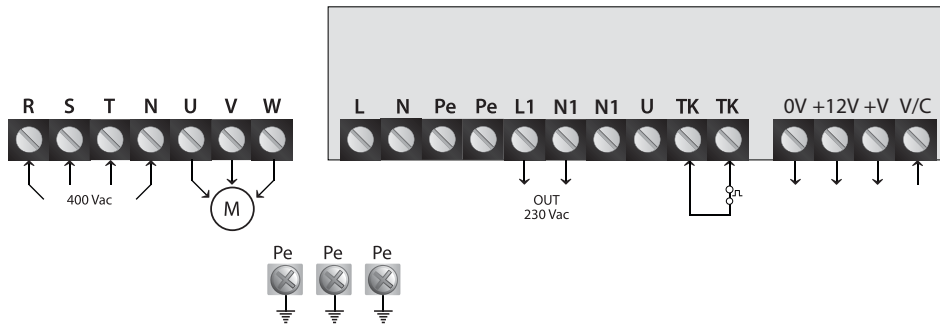 R S T N U V W
L N Pe Pe L1 N1 N1 U TK TK
0V +12V +V V/C
400 Vac
M
OUT
230 Vac
Pe Pe Pe